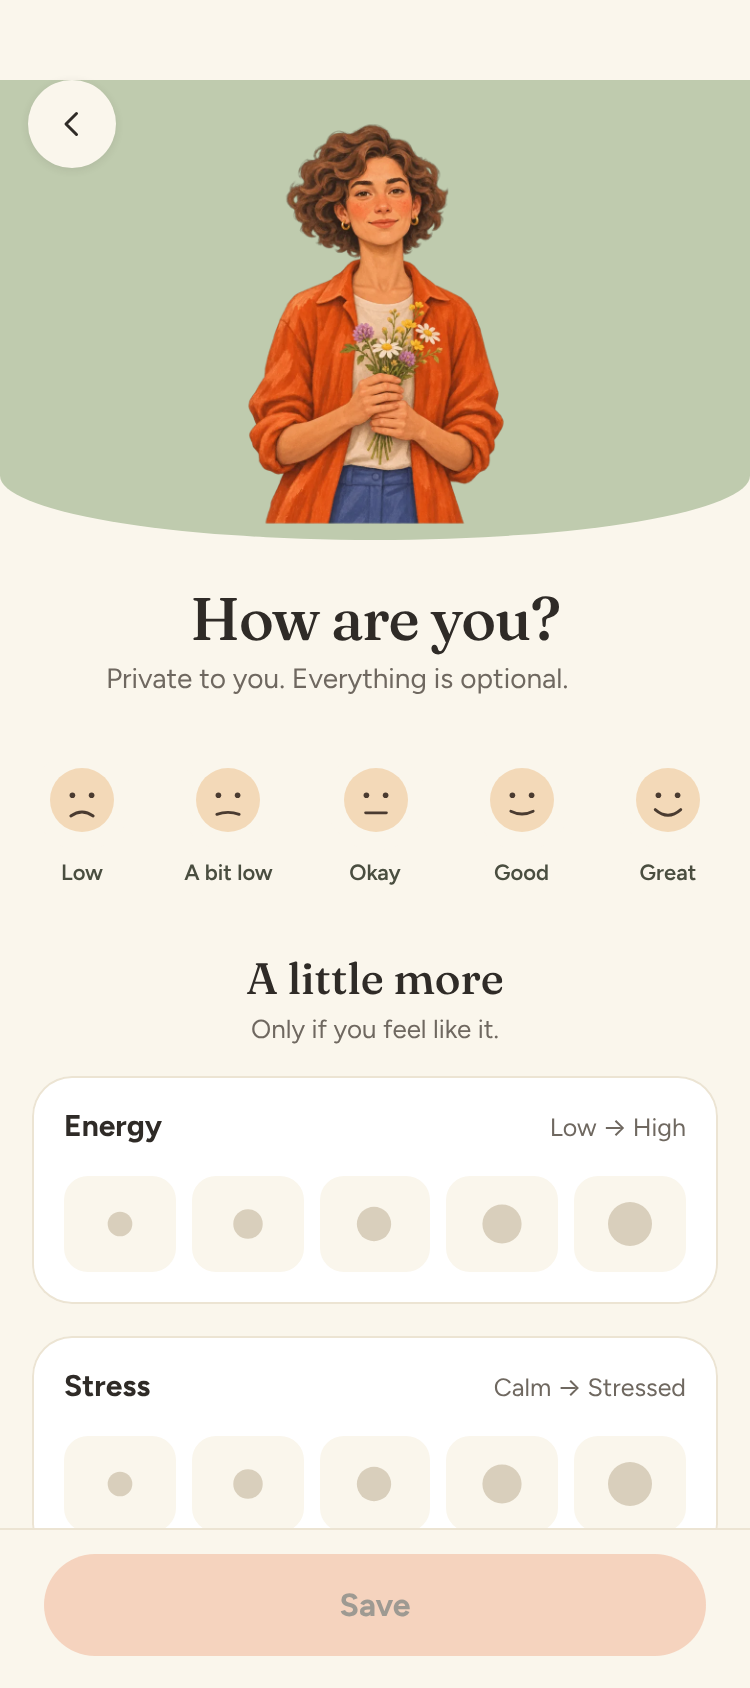 How are you?
Private to you. Everything is optional.
Low
A bit low
Okay
Good
Great
A little more
Only if you feel like it.
Energy
Low → High
Stress
Calm → Stressed
Save